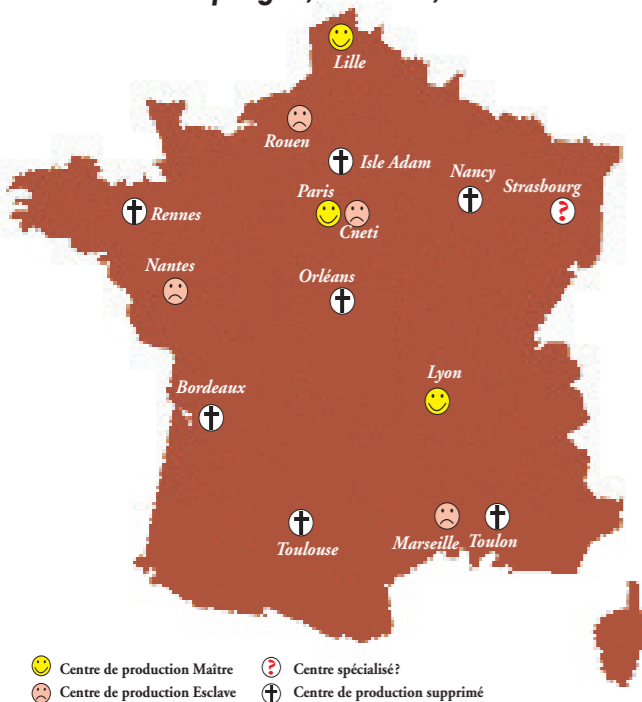 Lille
Rouen
Isle Adam
Nancy
Strasbourg
?
Paris
Cneti
Rennes
Nantes
Orléans
Lyon
Bordeaux
Toulouse
Marseille
Toulon
Centre de production Maître
? Centre spécialisé?
Centre de production Esclave
Centre de production supprimé